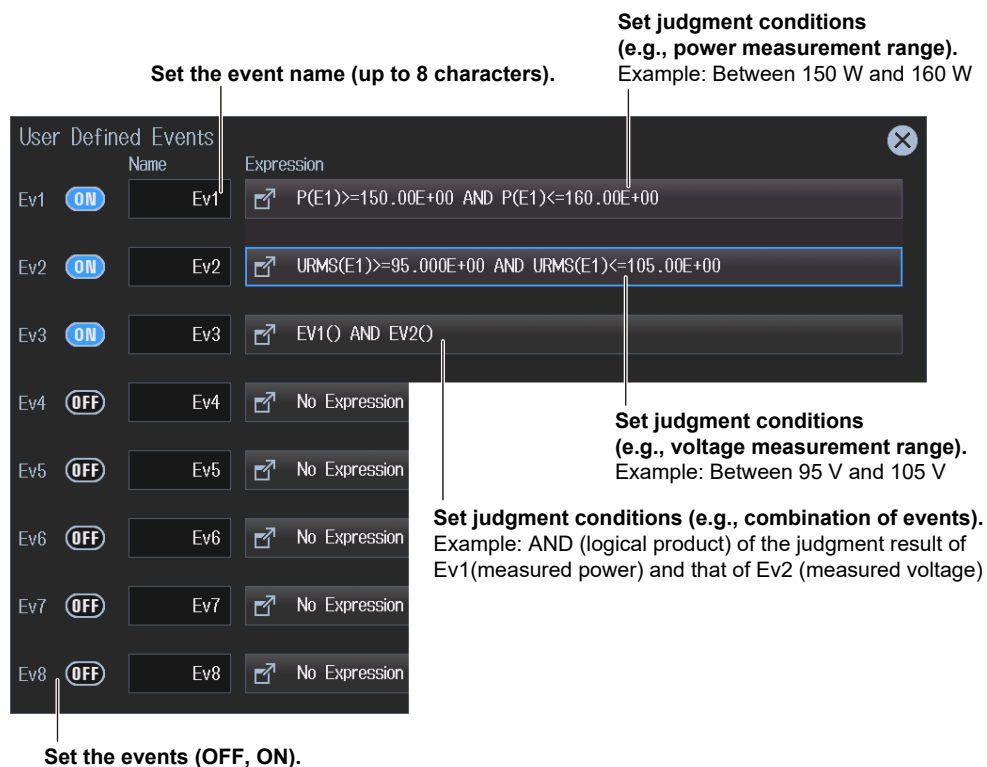 Set judgment conditions
(e.g., power measurement range).
Example: Between 150 W and 160 W
Set the event name (up to 8 characters).
User Defined Events
Name Expression
Ev1 ON Ev1 P(E1)>=150.00E+00 AND P(E1)<=160.00E+00
Ev2 ON Ev2 URMS(E1)>=95.000E+00 AND URMS(E1)<=105.00E+00
Ev3 ON Ev3 EV1() AND EV2()
Ev4 OFF Ev4 No Expression
Set judgment conditions
(e.g., voltage measurement range).
Example: Between 95 V and 105 V
Ev5 OFF Ev5 No Expression
Set judgment conditions (e.g., combination of events).
Example: AND (logical product) of the judgment result of
Ev1(measured power) and that of Ev2 (measured voltage)
Ev6 OFF Ev6 No Expression
Ev7 OFF Ev7 No Expression
Ev8 OFF Ev8 No Expression
Set the events (OFF, ON).